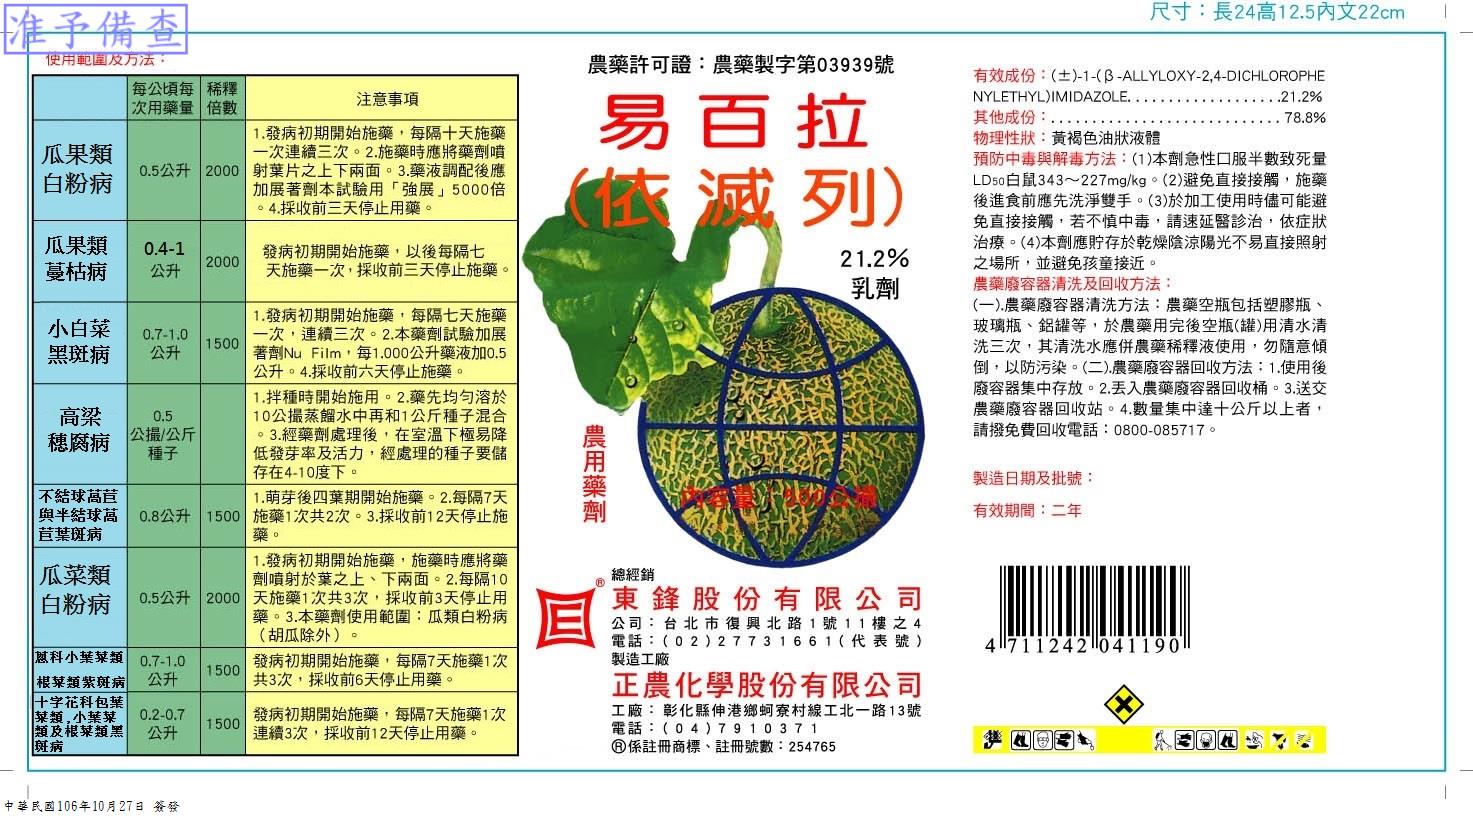 尺寸：長24高12.5內文22cm
准予備查
使用範圍及方法：
每公頃每
次用藥量
稀釋
倍數
注意事項
瓜果類
白粉病
0.5公升
2000
1.發病初期開始施藥，每隔十天施藥
一次連續三次。2.施藥時應將藥劑噴
射葉片之上下兩面。3.藥液調配後應
加展著劑本試驗用「強展」5000倍
。4.採收前三天停止用藥。
瓜果類
蔓枯病
0.4-1
公升
2000
發病初期開始施藥，以後每隔七
天施藥一次，採收前三天停止施藥。
小白菜
黑斑病
0.7-1.0
公升
1500
1.發病初期開始施藥，每隔七天施藥
一次，連續三次。2.本藥劑試驗加展
著劑Nu Film，每1.000公升藥液加0.5
公升。4.採收前六天停止施藥。
高粱
穗腐病
0.5
公撮/公斤
種子
1.拌種時開始施用。2.藥先均勻溶於
10公撮蒸餾水中再和1公斤種子混合
。3.經藥劑處理後，在室溫下極易降
低發芽率及活力，經處理的種子要儲
存在4-10度下。
不結球萵苣
與半結球萵
苣葉斑病
0.8公升
1500
1.萌芽後四葉期開始施藥。2.每隔7天
施藥1次共2次。3.採收前12天停止施
藥。
瓜菜類
白粉病
0.5公升
2000
1.發病初期開始施藥，施藥時應將藥
劑噴射於葉之上、下兩面。2.每隔10
天施藥1次共3次，採收前3天停止用
藥。3.本藥劑使用範圍：瓜類白粉病
（胡瓜除外）。
蔥科小葉菜類
根菜類紫斑病
0.7-1.0
公升
1500
發病初期開始施藥，每隔7天施藥1次
共3次，採收前6天停止用藥。
十字花科包葉
菜類,小葉菜
類及根菜類黑
斑病
0.2-0.7
公升
1500
發病初期開始施藥，每隔7天施藥1次
連續3次，採收前12天停止用藥。
農藥許可證：農藥製字第03939號
易百拉
(依滅列)
21.2%
乳劑
農用藥劑
內容量：500公撮
總經銷
®
東鋒股份有限公司
公司：台北市復興北路1號11樓之4
電話：(02)27731661(代表號)
製造工廠
正農化學股份有限公司
工廠：彰化縣伸港鄉蚵寮村線工北一路13號
電話：(04)7910371
®係註冊商標、註冊號數：254765
有效成份：(±)-1-(β-ALLYLOXY-2,4-DICHLOROPHE
NYLETHYL)IMIDAZOLE...................21.2%
其他成份：............................78.8%
物理性狀：黃褐色油狀液體
預防中毒與解毒方法：(1)本劑急性口服半數致死量
LD50白鼠343～227mg/kg。(2)避免直接接觸，施藥
後進食前應先洗淨雙手。(3)於加工使用時儘可能避
免直接接觸，若不慎中毒，請速延醫診治，依症狀
治療。(4)本劑應貯存於乾燥陰涼陽光不易直接照射
之場所，並避免孩童接近。
農藥廢容器清洗及回收方法：
(一).農藥廢容器清洗方法：農藥空瓶包括塑膠瓶、
玻璃瓶、鋁罐等，於農藥用完後空瓶(罐)用清水清
洗三次，其清洗水應併農藥稀釋液使用，勿隨意傾
倒，以防污染。(二).農藥廢容器回收方法：1.使用後
廢容器集中存放。2.丟入農藥廢容器回收桶。3.送交
農藥廢容器回收站。4.數量集中達十公斤以上者，
請撥免費回收電話：0800-085717。
製造日期及批號：
有效期間：二年
4 711242 041190
中華民國106年10月27日 簽發